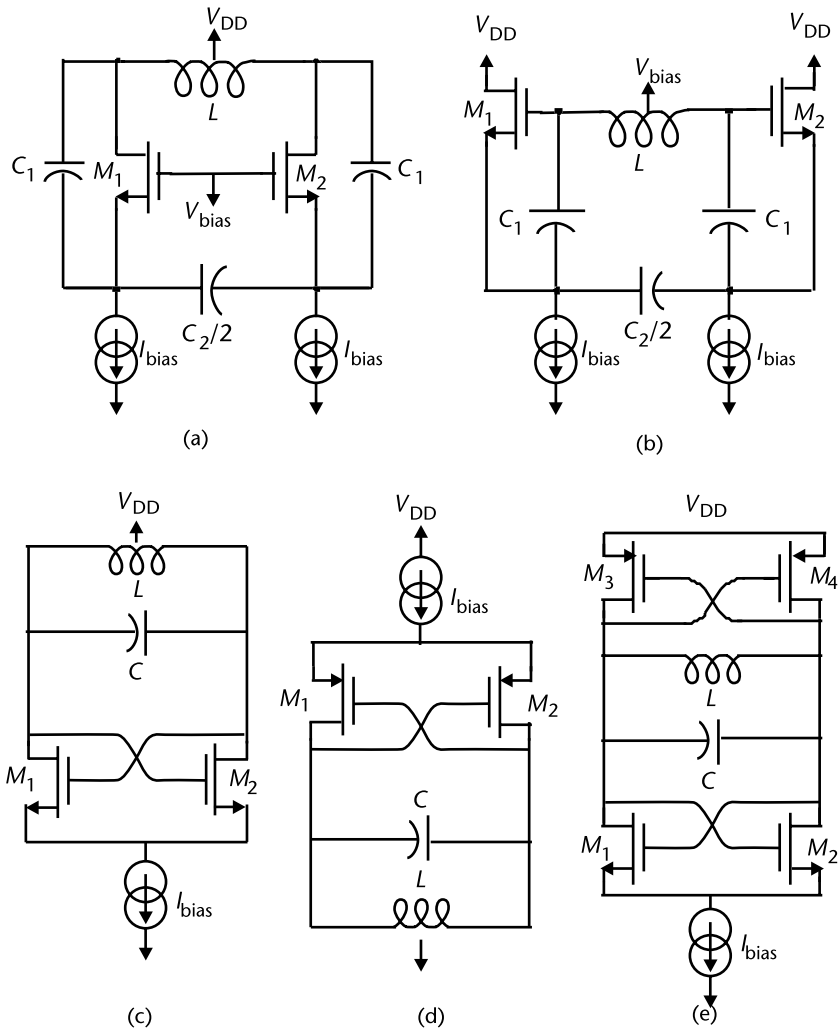 V_DD
L
C_1
M_1
M_2
C_1
V_bias
C_2/2
I_bias
I_bias
(a)
V_DD
V_DD
V_bias
M_1
M_2
L
C_1
C_1
C_2/2
I_bias
I_bias
(b)
V_DD
L
C
M_1
M_2
I_bias
(c)
V_DD
I_bias
M_1
M_2
C
L
(d)
V_DD
M_3
M_4
L
C
M_1
M_2
I_bias
(e)